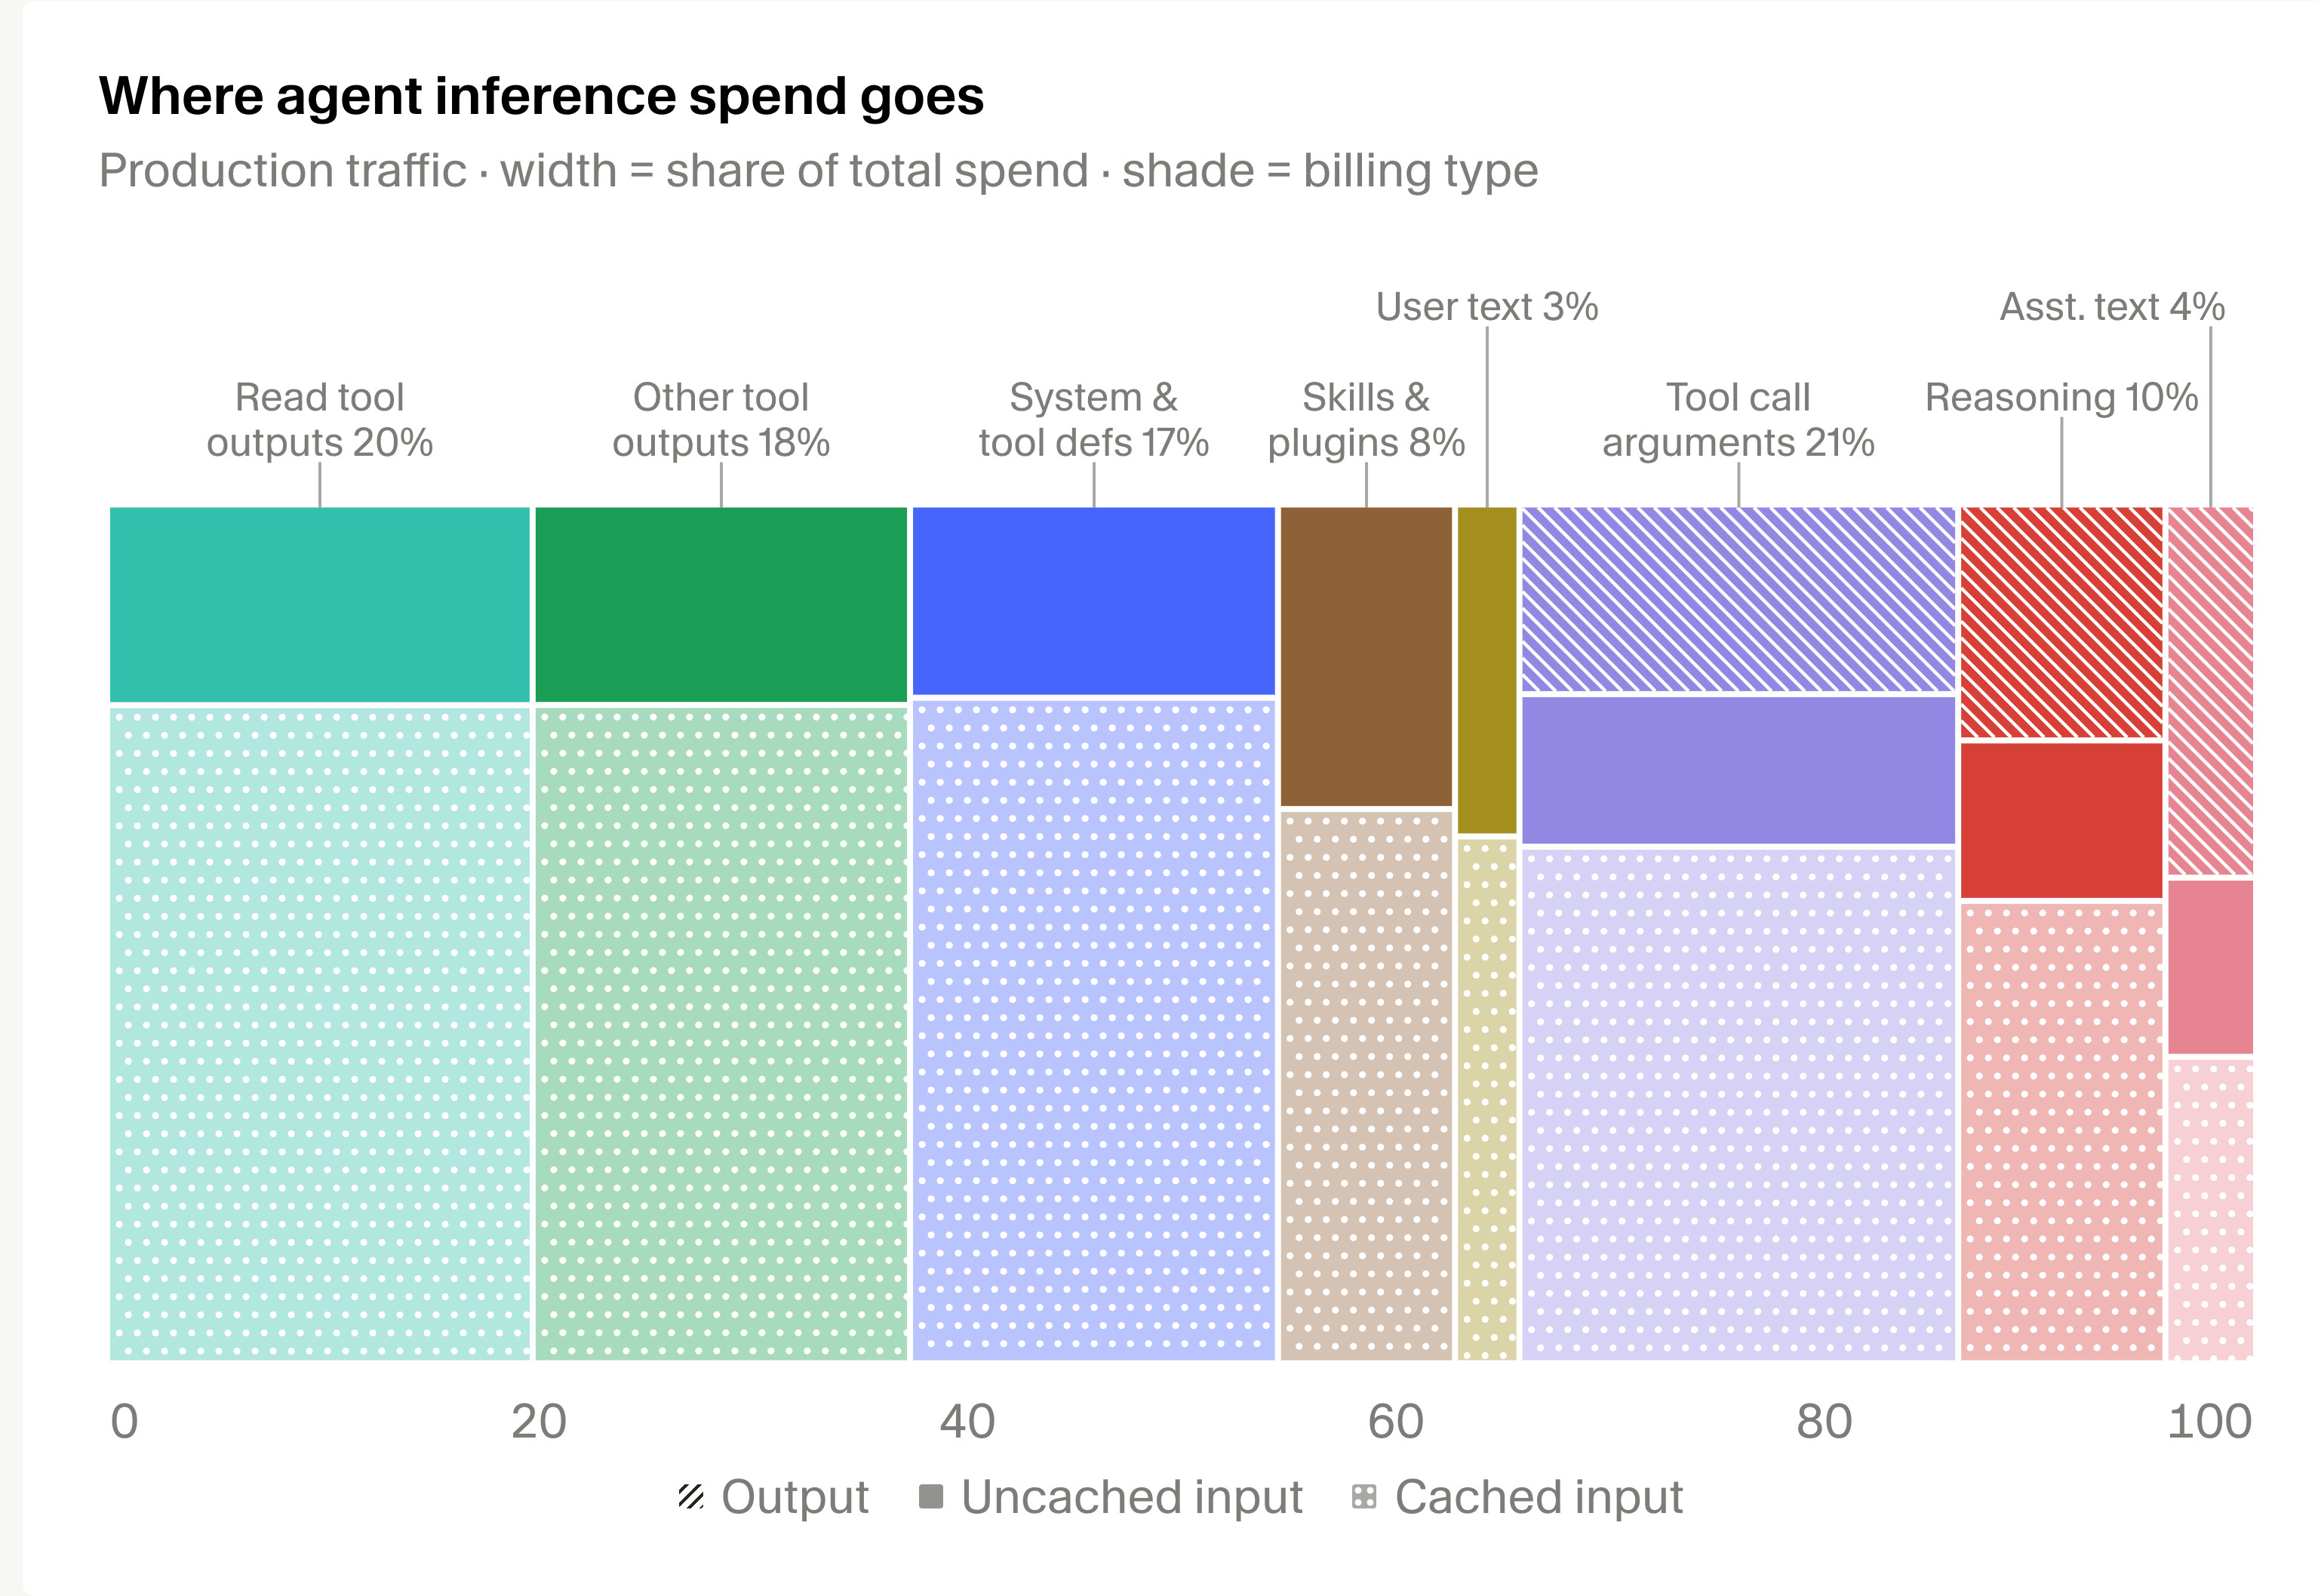 Where agent inference spend goes
Production traffic · width = share of total spend · shade = billing type
User text 3%
Asst. text 4%
Read tool
outputs 20%
Other tool
outputs 18%
System &
tool defs 17%
Skills &
plugins 8%
Tool call
arguments 21%
Reasoning 10%
0 20 40 60 80 100
Output Uncached input Cached input